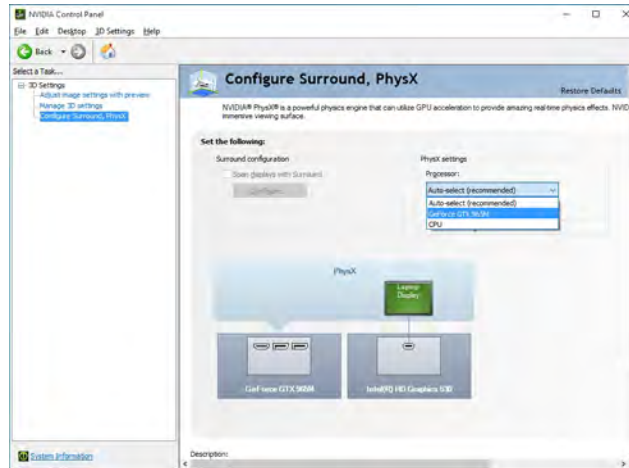 NVIDIA Control Panel
File Edit Desktop 3D Settings Help
Back
Select a Task...
3D Settings
Adjust image settings with preview
Manage 3D settings
Configure Surround, PhysX
Configure Surround, PhysX
Restore Defaults
NVIDIA® PhysX® is a powerful physics engine that can utilize GPU acceleration to provide amazing real-time physics effects. NVID
immersive viewing surface.
Set the following:
Surround configuration
Span displays with Surround
PhysX settings
Processor:
Auto-select (recommended)
Auto-select (recommended)
GeForce GTX 965M
CPU
PhysX
Laptop
Display
GeForce GTX 965M
Intel(R) HD Graphics 530
System Information
Description: